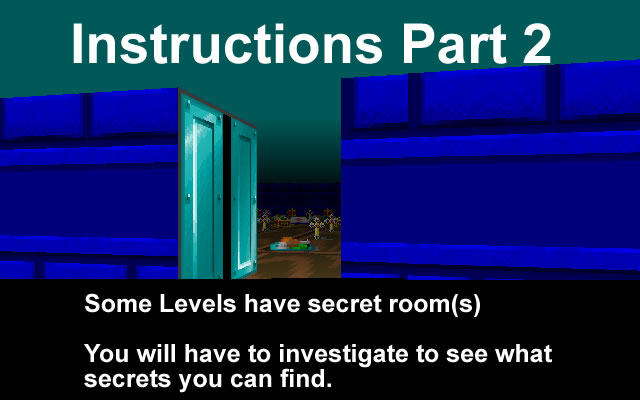 Instructions Part 2
Some Levels have secret room(s)
You will have to investigate to see what
secrets you can find.